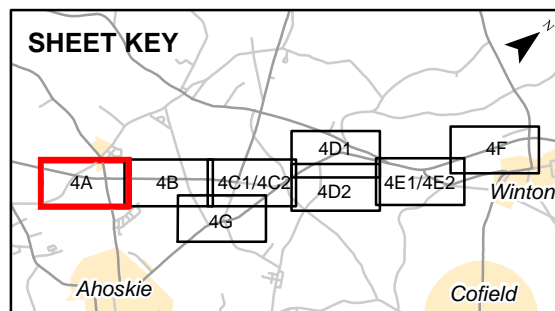 SHEET KEY
N
4D1
4F
4A
4B
4C1/4C2
4D2
4E1/4E2
Winton
4G
Ahoskie
Cofield